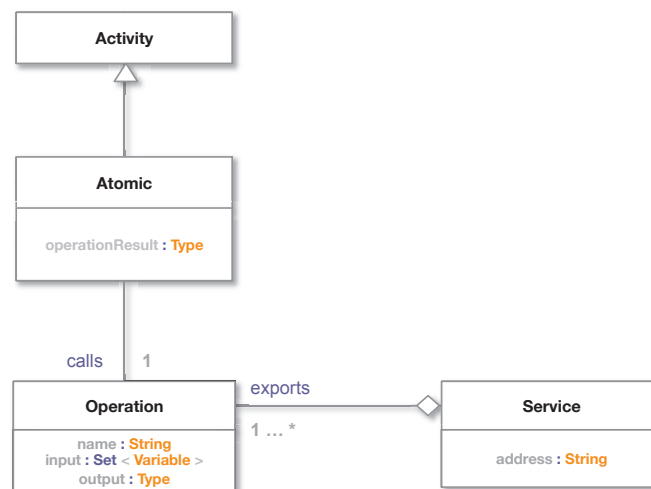 Activity
Atomic
operationResult : Type
calls
1
exports
Operation
Service
1 ... *
name : String
input : Set < Variable >
output : Type
address : String